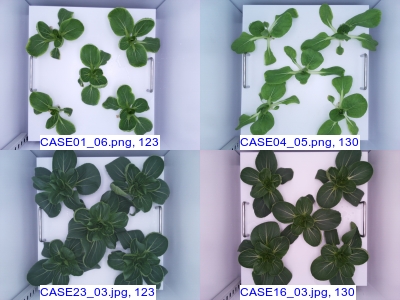 CASE01_06.png, 123
CASE04_05.png, 130
CASE23_03.jpg, 123
CASE16_03.jpg, 130